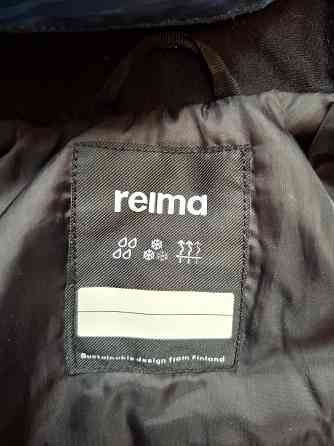 reima
Sustainable design from Finland